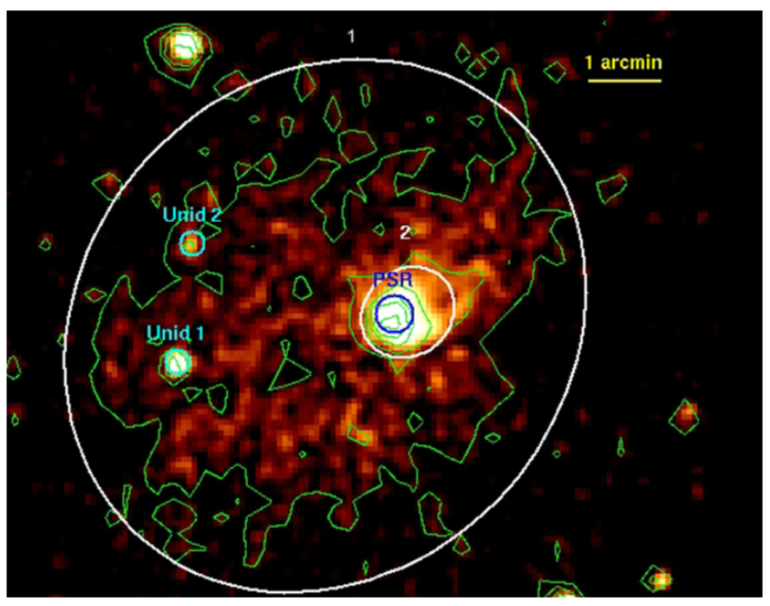 1
1 arcmin
Unid 2
2
PSR
Unid 1